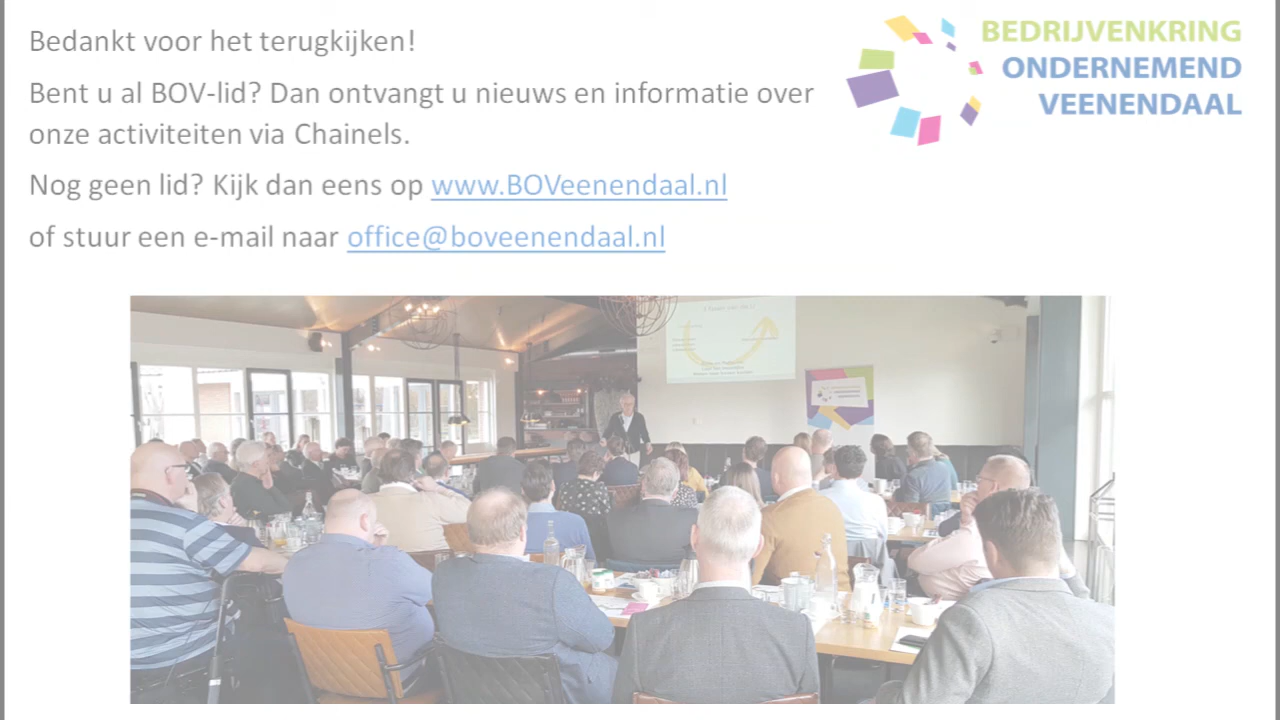 Bedankt voor het terugkijken!
Bent u al BOV-lid? Dan ontvangt u nieuws en informatie over
onze activiteiten via Chainels.
Nog geen lid? Kijk dan eens op www.BOVeenendaal.nl
of stuur een e-mail naar office@boveenendaal.nl
BEDRIJVENKRING
ONDERNEMEND
VEENENDAAL